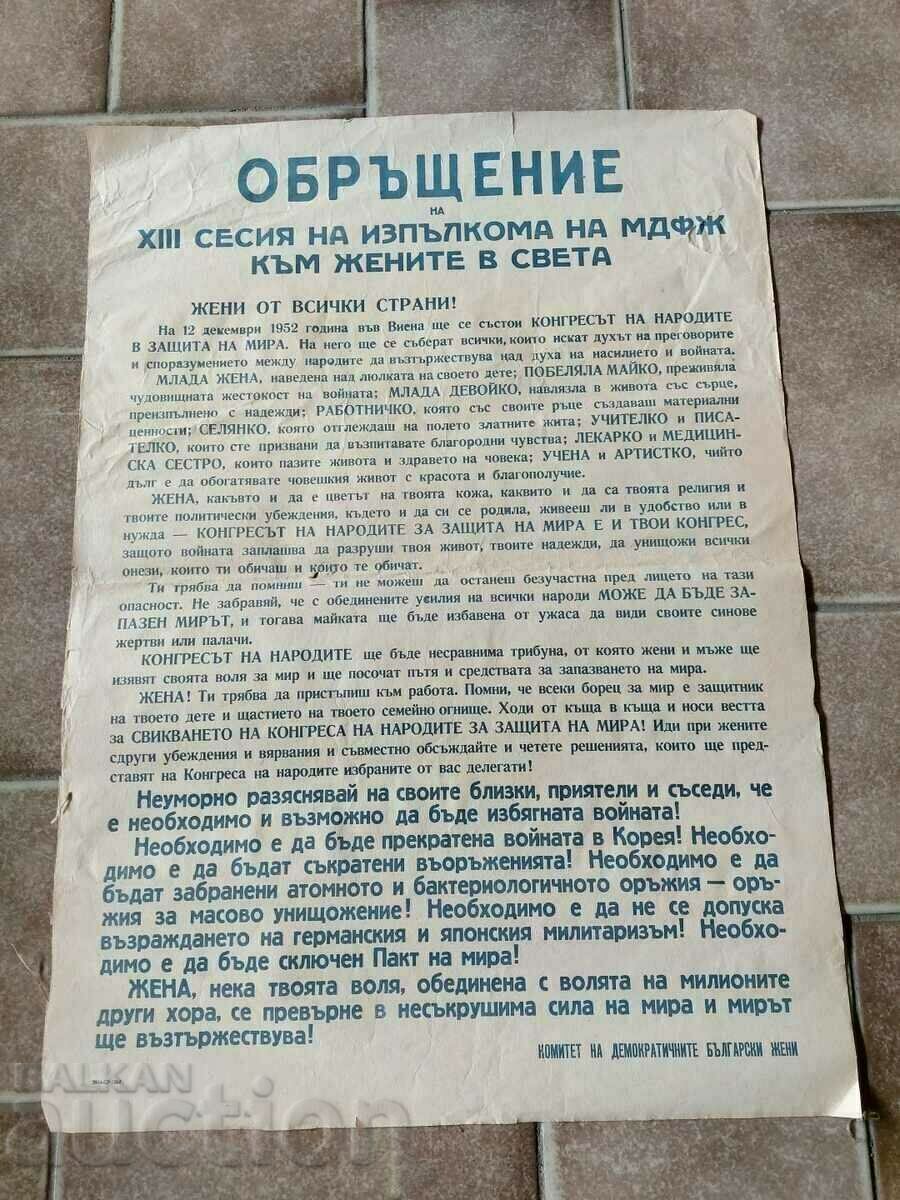 ОБРЪЩЕНИЕ
НА
XIII СЕСИЯ НА ИЗПЪЛКОМА НА МДФЖ
КЪМ ЖЕНИТЕ В СВЕТА
ЖЕНИ ОТ ВСИЧКИ СТРАНИ!
На 12 декември 1952 година във Виена ще се състои КОНГРЕСЪТ НА НАРОДИТЕ
В ЗАЩИТА НА МИРА. На него ще се съберат всички, които искат духът на преговорите
и споразумението между народите да възтържествува над духа на насилието и войната.
МЛАДА ЖЕНА, наведена над люлката на своето дете; ПОБЕЛЯЛА МАЙКО, преживяла
чудовищната жестокост на войната; МЛАДА ДЕВОЙКО, навлязла в живота със сърце,
преизпълнено с надежди; РАБОТНИЧКО, която със своите ръце създаваш материални
ценности; СЕЛЯНКО, която отглеждаш на полето златните жита; УЧИТЕЛКО и ПИСА-
ТЕЛКО, които сте призвани да възпитавате благородни чувства; ЛЕКАРКО и МЕДИЦИН-
СКА СЕСТРО, които пазите живота и здравето на човека; УЧЕНА и АРТИСТКО, чийто
дълг е да обогатявате човешкия живот с красота и благополучие.
ЖЕНА, какъвто и да е цветът на твоята кожа, каквито и да са твоята религия и
твоите политически убеждения, където и да си се родила, живееш ли в удобство или в
нужда — КОНГРЕСЪТ НА НАРОДИТЕ ЗА ЗАЩИТА НА МИРА Е И ТВОИ КОНГРЕС,
защото войната заплашва да разруши твоя живот, твоите надежди, да унищожи всички
онези, които ти обичаш и които те обичат.
Ти трябва да помниш — ти не можеш да останеш безучастна пред лицето на тази
опасност. Не забравяй, че с обединените усилия на всички народи МОЖЕ ДА БЪДЕ ЗА-
ПАЗЕН МИРЪТ, и тогава майката ще бъде избавена от ужаса да види своите синове
жертви или палачи.
КОНГРЕСЪТ НА НАРОДИТЕ ще бъде несравнима трибуна, от която жени и мъже ще
изявят своята воля за мир и ще посочат пътя и средствата за запазването на мира.
ЖЕНА! Ти трябва да пристъпиш към работа. Помни, че всеки борец за мир е защитник
на твоето дете и щастието на твоето семейно огнище. Ходи от къща в къща и носи вестта
за СВИКВАНЕТО НА КОНГРЕСА НА НАРОДИТЕ ЗА ЗАЩИТА НА МИРА! Иди при жените
сдруги убеждения и вярвания и съвместно обсъждайте и четете решенията, които ще пред-
ставят на Конгреса на народите избраните от вас делегати!
Неуморно разяснявай на своите близки, приятели и съседи, че
е необходимо и възможно да бъде избягната войната!
Необходимо е да бъде прекратена войната в Корея! Необхо-
димо е да бъдат съкратени въоръженията! Необходимо е да
бъдат забранени атомното и бактериологичното оръжия — оръ-
жия за масово унищожение! Необходимо е да не се допуска
възраждането на германския и японския милитаризъм! Необхо-
димо е да бъде сключен Пакт на мира!
ЖЕНА, нека твоята воля, обединена с волята на милионите
други хора, се превърне в несъкрушима сила на мира и мирът
ще възтържествува!
КОМИТЕТ НА ДЕМОКРАТИЧНИТЕ БЪЛГАРСКИ ЖЕНИ
BALKAN
auction